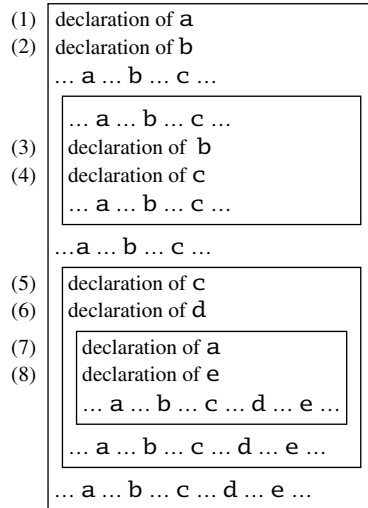 (1) declaration of a
(2) declaration of b
... a ... b ... c ...
... a ... b ... c ...
(3) declaration of b
(4) declaration of c
... a ... b ... c ...
...a ... b ... c ...
(5) declaration of c
(6) declaration of d
(7) declaration of a
(8) declaration of e
... a ... b ... c ... d ... e ...
... a ... b ... c ... d ... e ...
... a ... b ... c ... d ... e ...